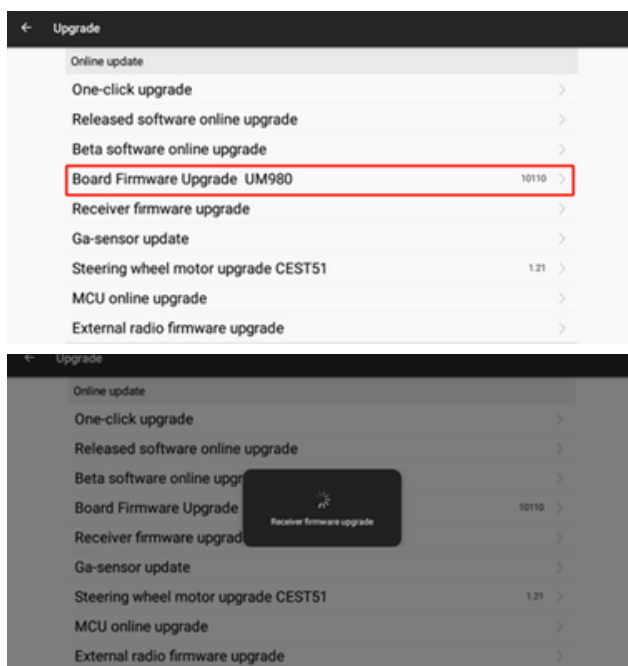 ← Upgrade
Online update
One-click upgrade
Released software online upgrade
Beta software online upgrade
Board Firmware Upgrade UM980 10110
Receiver firmware upgrade
Ga-sensor update
Steering wheel motor upgrade CEST51 1.21
MCU online upgrade
External radio firmware upgrade
← Upgrade
Online update
One-click upgrade
Released software online upgrade
Beta software online upgr
Board Firmware Upgrade 10110
Receiver firmware upgrade
Receiver firmware upgrad
Ga-sensor update
Steering wheel motor upgrade CEST51 1.21
MCU online upgrade
External radio firmware upgrade